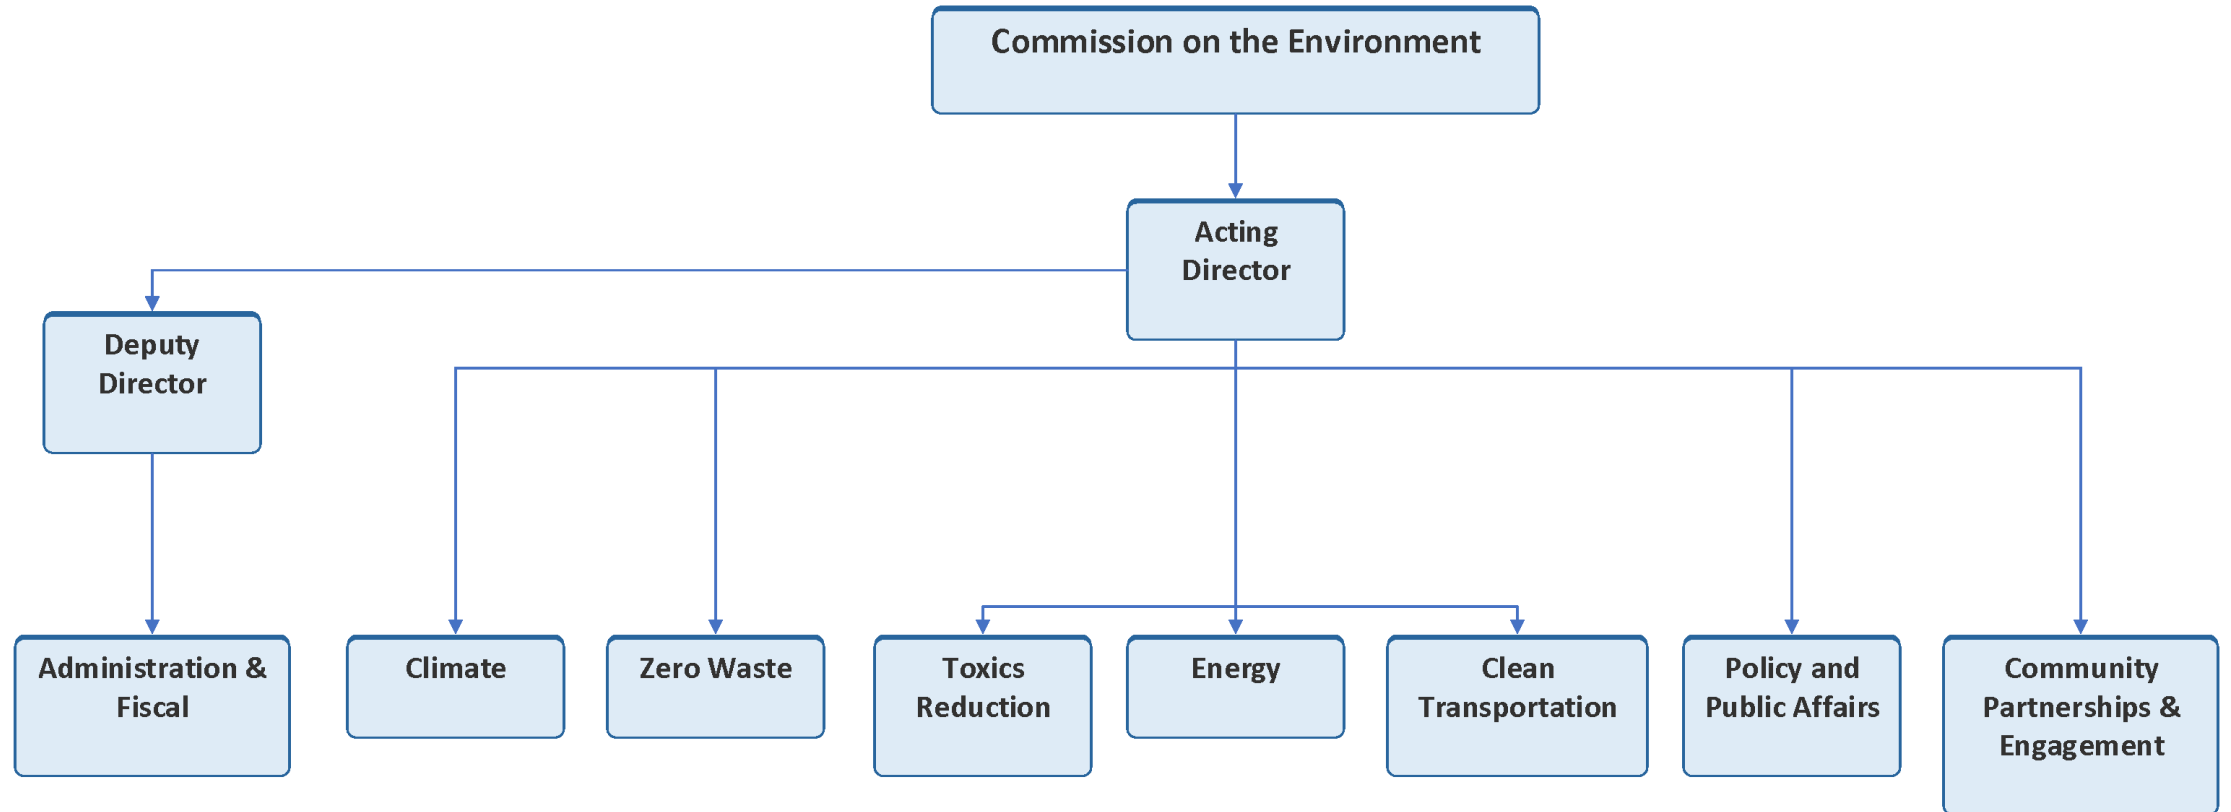 Commission on the Environment
Acting
Director
Deputy
Director
Administration &
Fiscal
Climate
Zero Waste
Toxics
Reduction
Energy
Clean
Transportation
Policy and
Public Affairs
Community
Partnerships &
Engagement